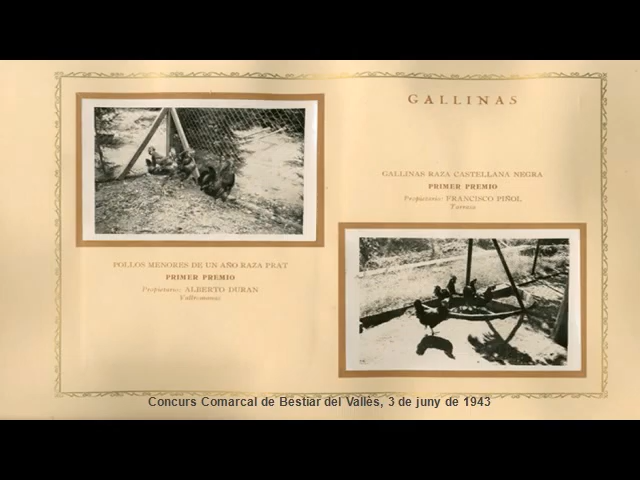 GALLINAS
POLLOS MENORES DE UN AÑO RAZA PRAT
PRIMER PREMIO
Propietario: ALBERTO DURAN
Vallromanas
GALLINAS RAZA CASTELLANA NEGRA
PRIMER PREMIO
Propietario: FRANCISCO PIÑOL
Tarrasa
Concurs Comarcal de Bestiar del Vallès, 3 de juny de 1943